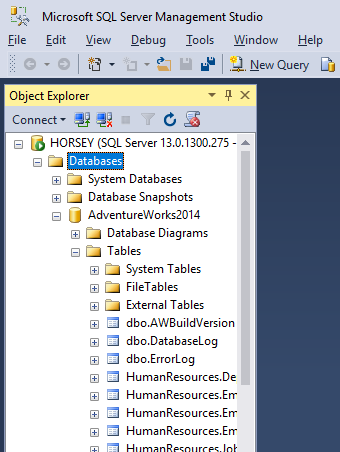 Microsoft SQL Server Management Studio
File Edit View Debug Tools Window Help
New Query
Object Explorer
Connect
HORSEY (SQL Server 13.0.1300.275 -
Databases
System Databases
Database Snapshots
AdventureWorks2014
Database Diagrams
Tables
System Tables
FileTables
External Tables
dbo.AWBuildVersion
dbo.DatabaseLog
dbo.ErrorLog
HumanResources.De
HumanResources.Em
HumanResources.Em
HumanResources.Em
HumanResources.Job